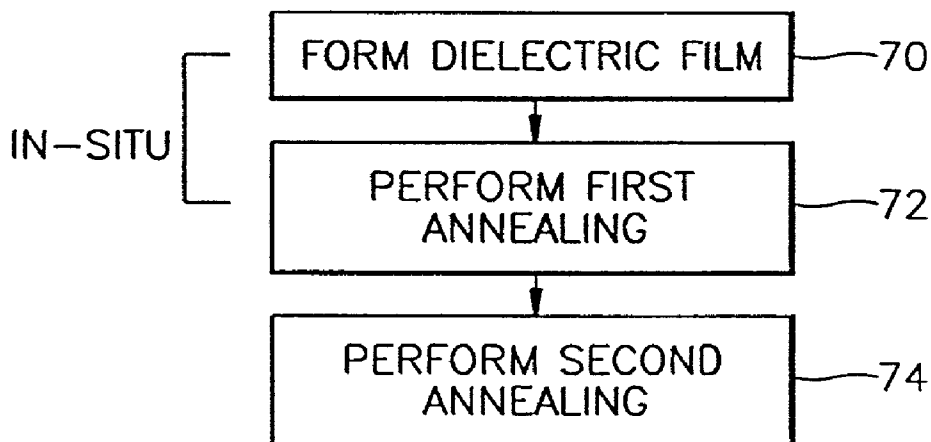 FORM DIELECTRIC FILM
70
IN-SITU
PERFORM FIRST
ANNEALING
72
PERFORM SECOND
ANNEALING
74